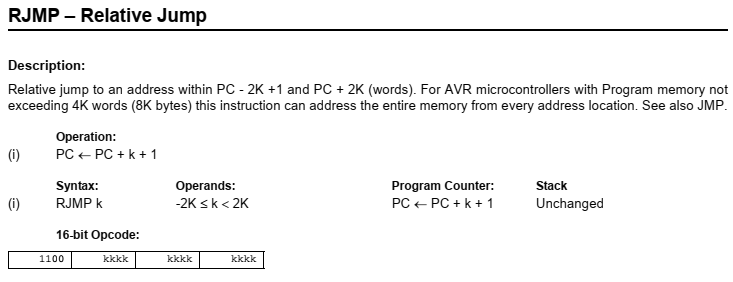 RJMP – Relative Jump
Description:
Relative jump to an address within PC - 2K +1 and PC + 2K (words). For AVR microcontrollers with Program memory not
exceeding 4K words (8K bytes) this instruction can address the entire memory from every address location. See also JMP.
Operation:
(i) PC ← PC + k + 1
Syntax: Operands: Program Counter: Stack
(i) RJMP k -2K ≤ k < 2K PC ← PC + k + 1 Unchanged
16-bit Opcode:
1100 kkkk kkkk kkkk